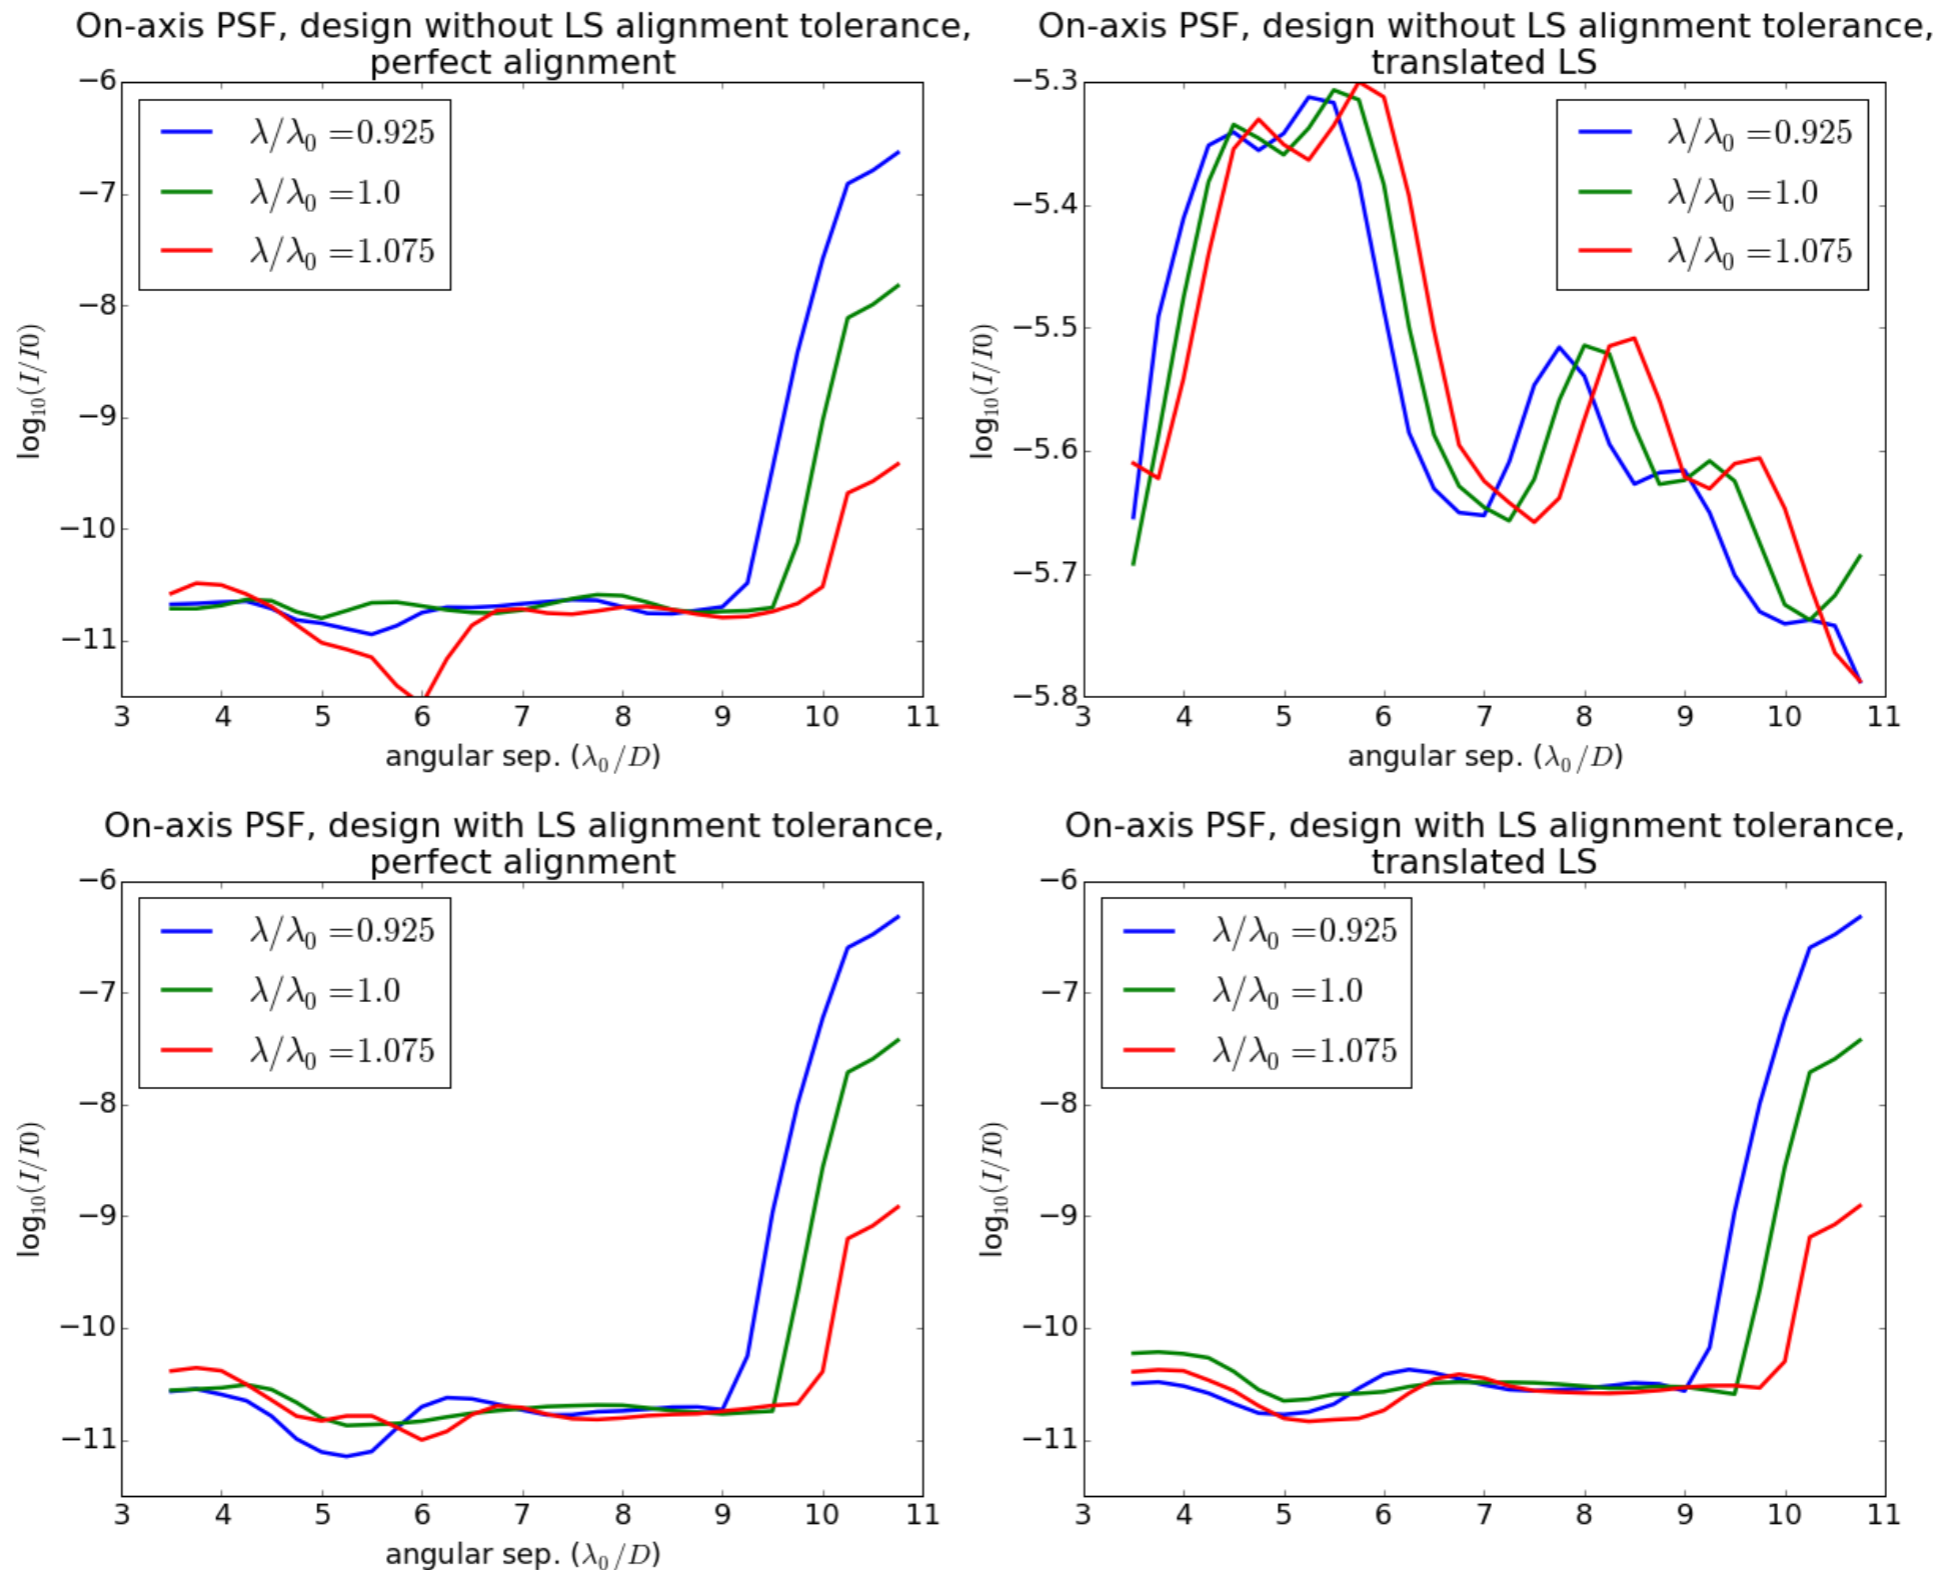 On-axis PSF, design without LS alignment tolerance,
perfect alignment
−6
−7
−8
−9
−10
−11
log₁₀(I/I0)
λ/λ₀ =0.925
λ/λ₀ =1.0
λ/λ₀ =1.075
3 4 5 6 7 8 9 10 11
angular sep. (λ₀/D)
On-axis PSF, design without LS alignment tolerance,
translated LS
−5.3
−5.4
−5.5
−5.6
−5.7
−5.8
log₁₀(I/I0)
λ/λ₀ =0.925
λ/λ₀ =1.0
λ/λ₀ =1.075
3 4 5 6 7 8 9 10 11
angular sep. (λ₀/D)
On-axis PSF, design with LS alignment tolerance,
perfect alignment
−6
−7
−8
−9
−10
−11
log₁₀(I/I0)
λ/λ₀ =0.925
λ/λ₀ =1.0
λ/λ₀ =1.075
3 4 5 6 7 8 9 10 11
angular sep. (λ₀/D)
On-axis PSF, design with LS alignment tolerance,
translated LS
−6
−7
−8
−9
−10
−11
log₁₀(I/I0)
λ/λ₀ =0.925
λ/λ₀ =1.0
λ/λ₀ =1.075
3 4 5 6 7 8 9 10 11